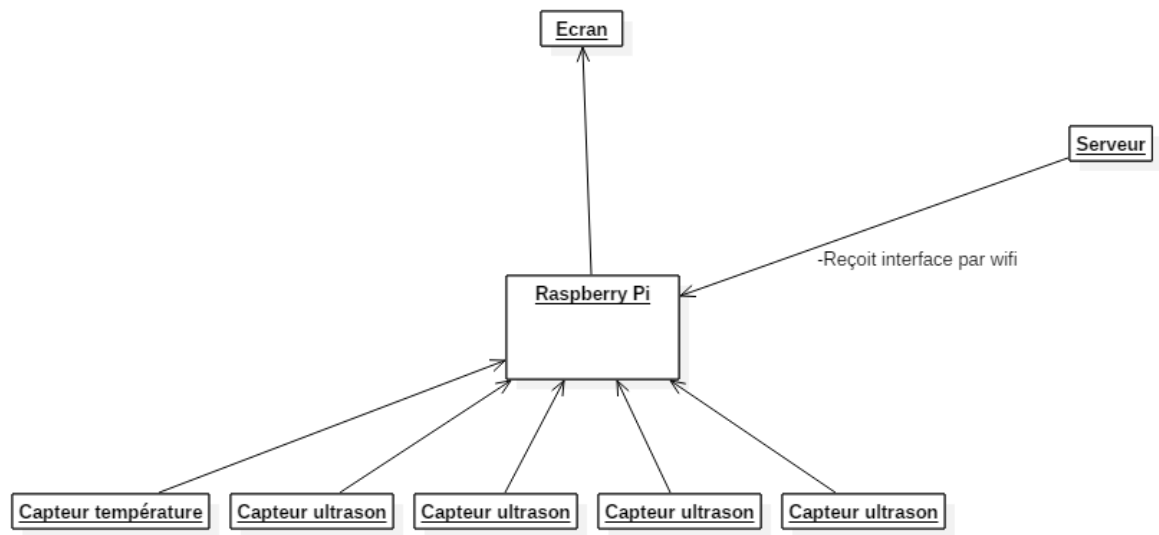 Ecran
Serveur
-Reçoit interface par wifi
Raspberry Pi
Capteur température
Capteur ultrason
Capteur ultrason
Capteur ultrason
Capteur ultrason